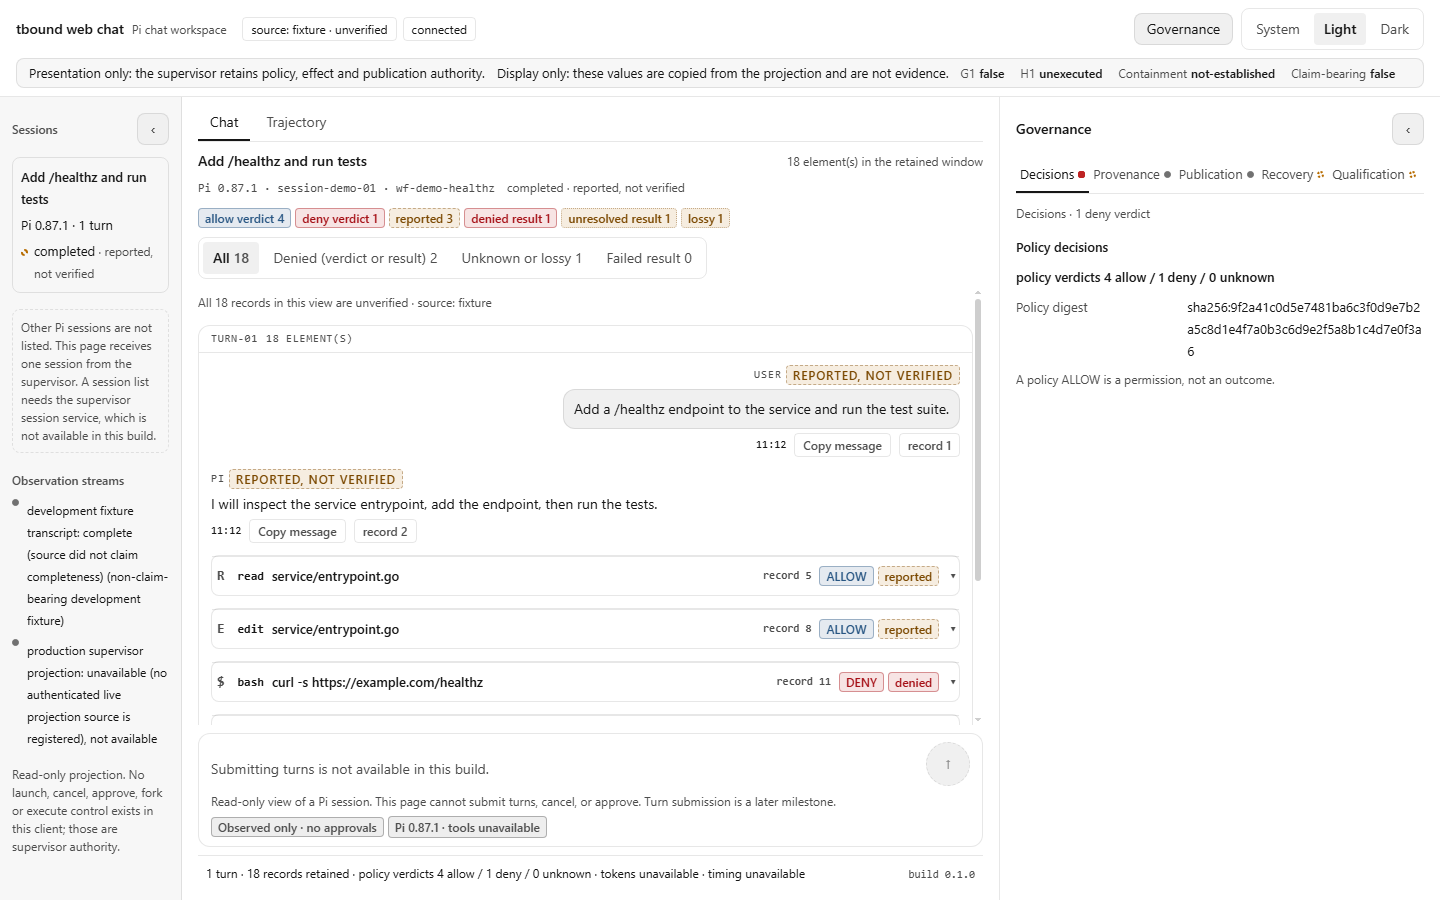 tbound web chat Pi chat workspace source: fixture · unverified connected Governance System Light Dark
Presentation only: the supervisor retains policy, effect and publication authority. Display only: these values are copied from the projection and are not evidence. G1 false H1 unexecuted Containment not-established Claim-bearing false
Sessions ‹
Add /healthz and run
tests
Pi 0.87.1 · 1 turn
completed · reported,
not verified
Other Pi sessions are not
listed. This page receives
one session from the
supervisor. A session list
needs the supervisor
session service, which is
not available in this build.
Observation streams
development fixture
transcript: complete
(source did not claim
completeness) (non-claim-
bearing development
fixture)
production supervisor
projection: unavailable (no
authenticated live
projection source is
registered), not available
Read-only projection. No
launch, cancel, approve, fork
or execute control exists in
this client; those are
supervisor authority.
Chat Trajectory
Add /healthz and run tests 18 element(s) in the retained window
Pi 0.87.1 · session-demo-01 · wf-demo-healthz completed · reported, not verified
allow verdict 4 deny verdict 1 reported 3 denied result 1 unresolved result 1 lossy 1
All 18 Denied (verdict or result) 2 Unknown or lossy 1 Failed result 0
All 18 records in this view are unverified · source: fixture
TURN-01 18 ELEMENT(S)
USER REPORTED, NOT VERIFIED
Add a /healthz endpoint to the service and run the test suite.
11:12 Copy message record 1
PI REPORTED, NOT VERIFIED
I will inspect the service entrypoint, add the endpoint, then run the tests.
11:12 Copy message record 2
R read service/entrypoint.go record 5 ALLOW reported ▾
E edit service/entrypoint.go record 8 ALLOW reported ▾
$ bash curl -s https://example.com/healthz record 11 DENY denied ▾
Submitting turns is not available in this build. ↑
Read-only view of a Pi session. This page cannot submit turns, cancel, or approve. Turn submission is a later milestone.
Observed only · no approvals Pi 0.87.1 · tools unavailable
1 turn · 18 records retained · policy verdicts 4 allow / 1 deny / 0 unknown · tokens unavailable · timing unavailable build 0.1.0
Governance ‹
Decisions Provenance Publication Recovery Qualification
Decisions · 1 deny verdict
Policy decisions
policy verdicts 4 allow / 1 deny / 0 unknown
Policy digest sha256:9f2a41c0d5e7481ba6c3f0d9e7b2
a5c8d1e4f7a0b3c6d9e2f5a8b1c4d7e0f3a
6
A policy ALLOW is a permission, not an outcome.